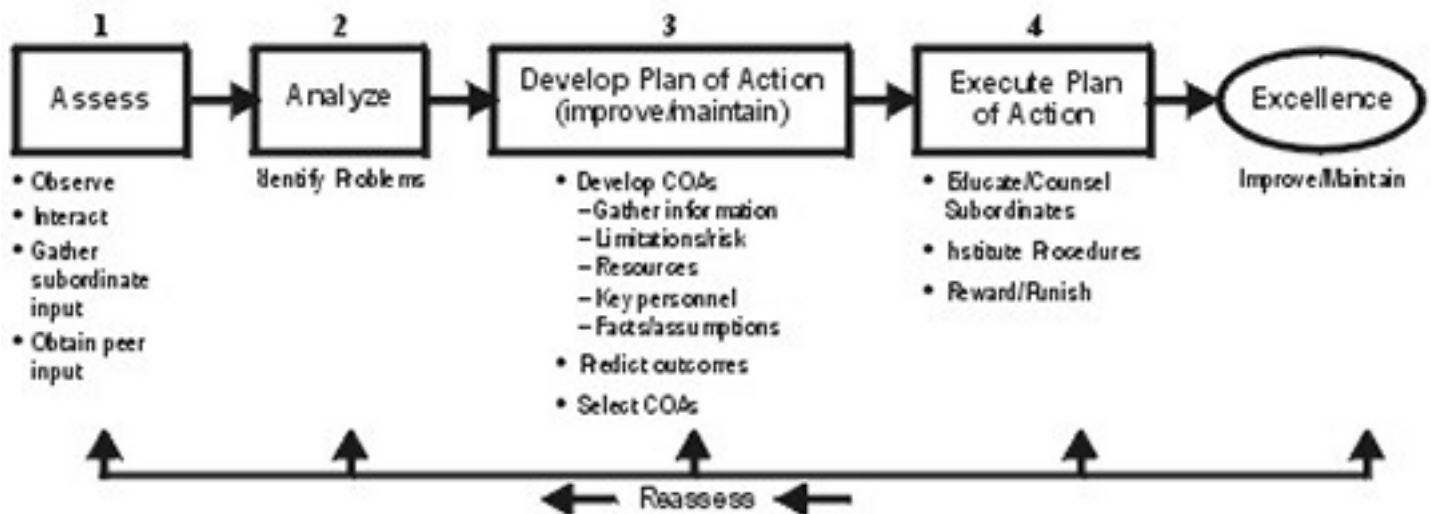 1
2
3
4
Assess
Analyze
Develop Plan of Action
(improve/maintain)
Execute Plan
of Action
Excellence
• Observe
• Interact
• Gather
subordinate
input
• Obtain peer
input
Identify Problems
• Develop COAs
– Gather information
– Limitations/risk
– Resources
– Key personnel
– Facts/assumptions
• Predict outcomes
• Select COAs
• Educate/Counsel
Subordinates
• Institute Procedures
• Reward/Punish
Improve/Maintain
Reassess